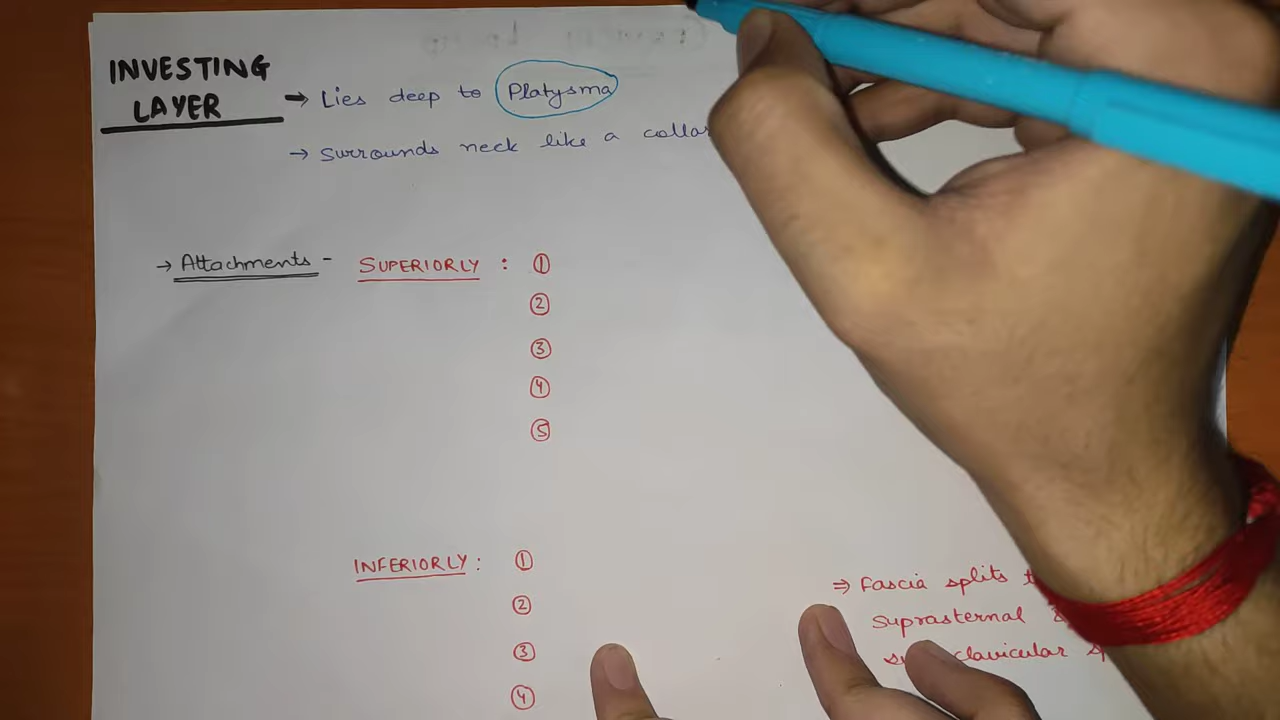 INVESTING
LAYER
→ Lies deep to Platysma
→ Surrounds neck like a collar
→ Attachments - SUPERIORLY : ①
②
③
④
⑤
INFERIORLY : ①
②
③
④
⇒ Fascia splits
suprasternal